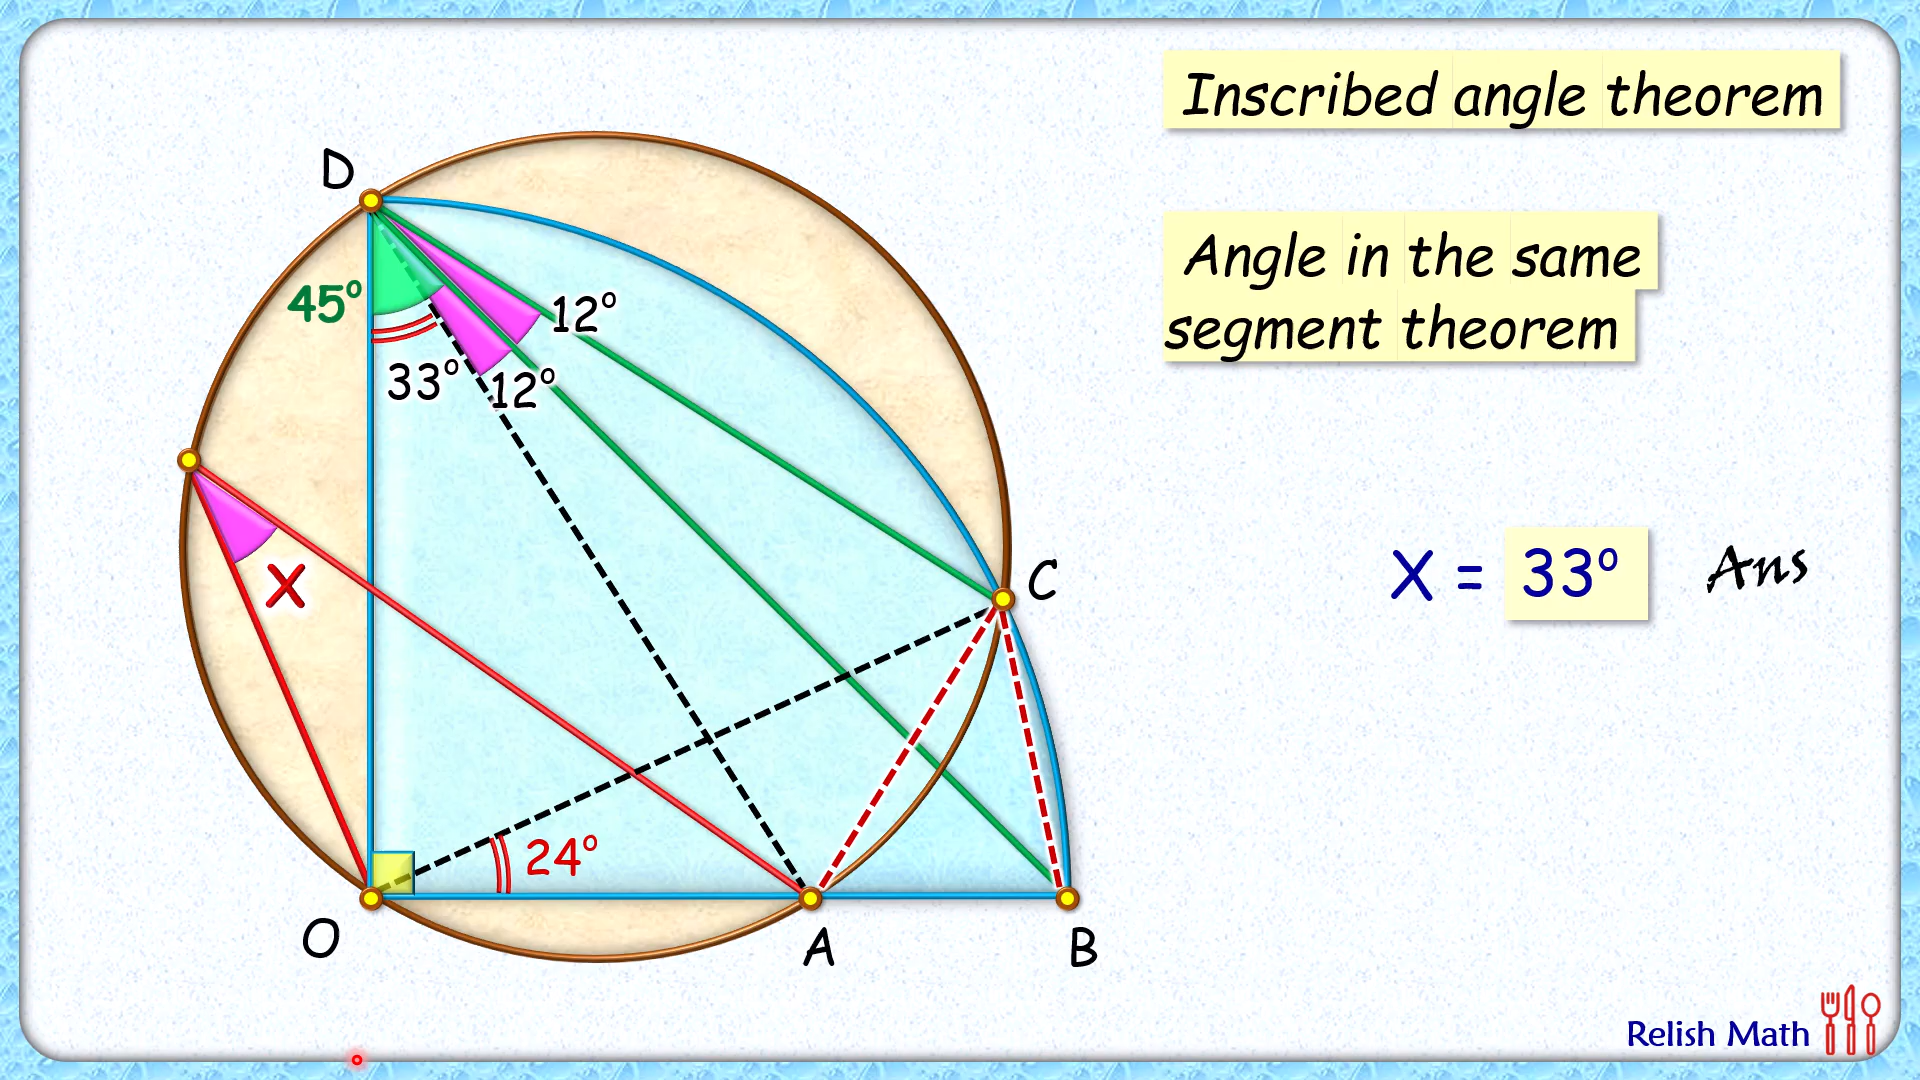 Inscribed angle theorem
D
Angle in the same
segment theorem
45°
12°
33°
12°
X
C
X = 33° Ans
24°
O
A
B
Relish Math